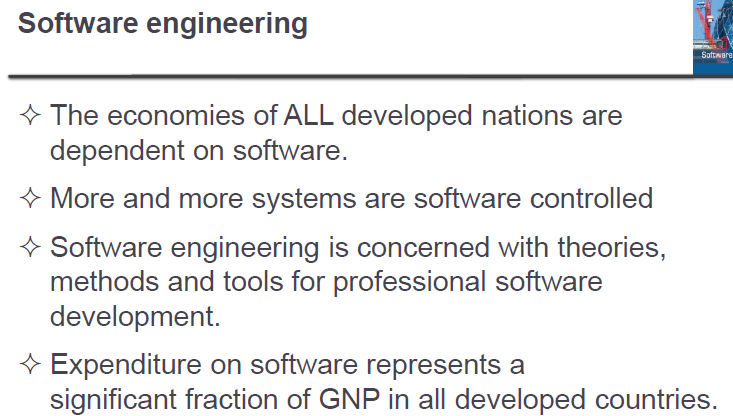 Software engineering
Software
✧ The economies of ALL developed nations are
dependent on software.
✧ More and more systems are software controlled
✧ Software engineering is concerned with theories,
methods and tools for professional software
development.
✧ Expenditure on software represents a
significant fraction of GNP in all developed countries.